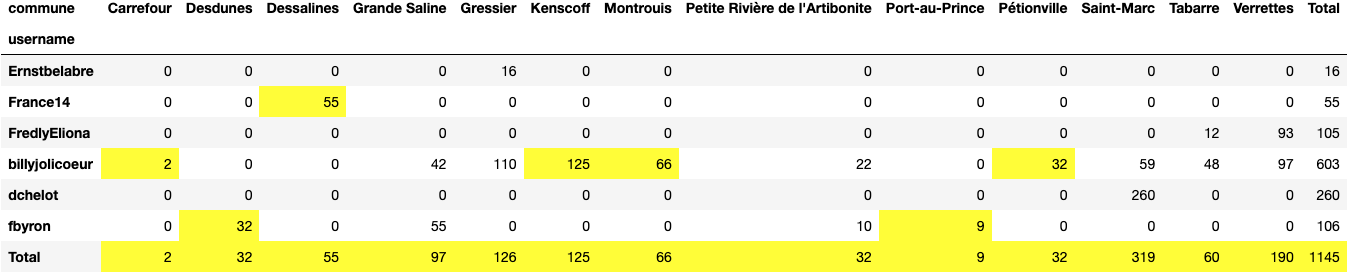 commune Carrefour Desdunes Dessalines Grande Saline Gressier Kenscoff Montrouis Petite Rivière de l'Artibonite Port-au-Prince Pétionville Saint-Marc Tabarre Verrettes Total
username
Ernstbelabre 0 0 0 0 16 0 0 0 0 0 0 0 0 16
France14 0 0 55 0 0 0 0 0 0 0 0 0 0 55
FredlyEliona 0 0 0 0 0 0 0 0 0 0 0 12 93 105
billyjolicoeur 2 0 0 42 110 125 66 22 0 32 59 48 97 603
dchelot 0 0 0 0 0 0 0 0 0 0 260 0 0 260
fbyron 0 32 0 55 0 0 0 10 9 0 0 0 0 106
Total 2 32 55 97 126 125 66 32 9 32 319 60 190 1145